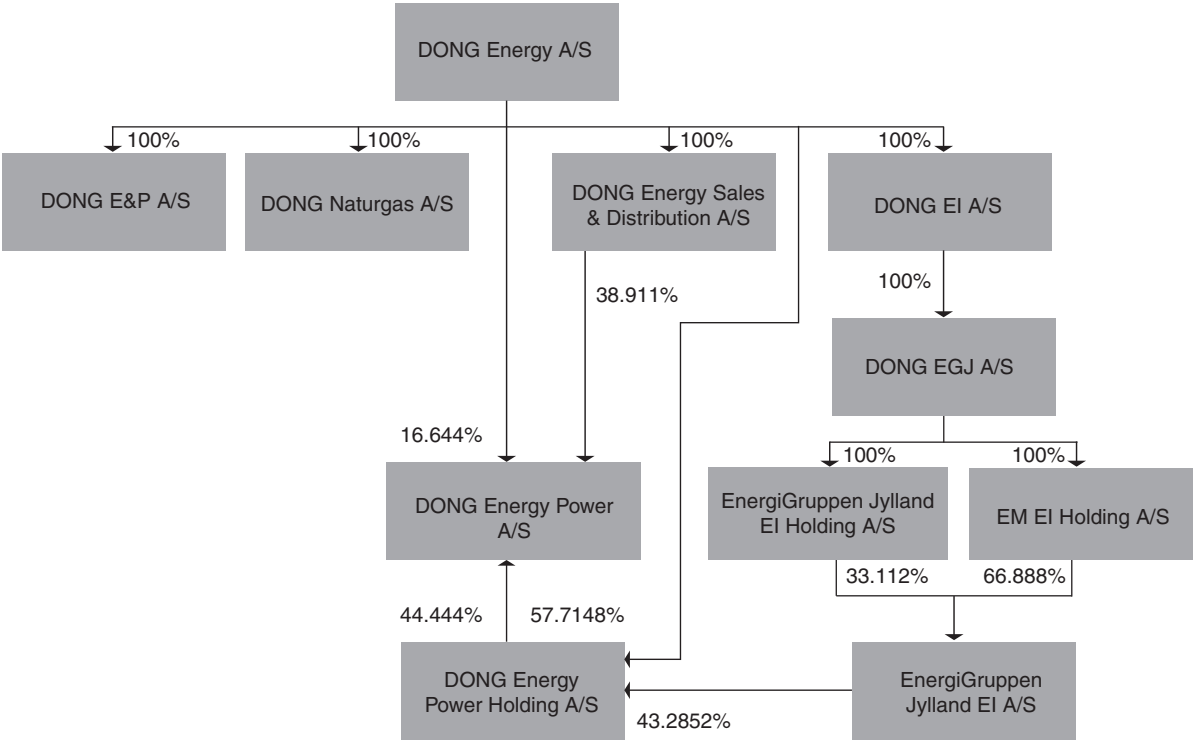 DONG Energy A/S
100%
100%
100%
100%
DONG E&P A/S
DONG Naturgas A/S
DONG Energy Sales
& Distribution A/S
DONG EI A/S
38.911%
100%
DONG EGJ A/S
16.644%
100%
100%
DONG Energy Power
A/S
EnergiGruppen Jylland
EI Holding A/S
EM EI Holding A/S
33.112%
66.888%
44.444%
57.7148%
DONG Energy
Power Holding A/S
EnergiGruppen
Jylland EI A/S
43.2852%